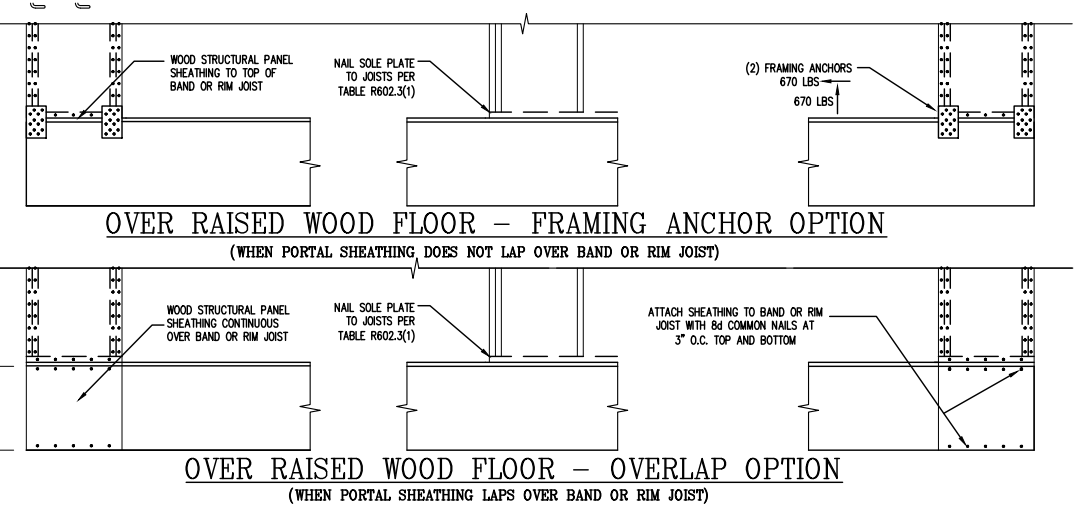 WOOD STRUCTURAL PANEL
SHEATHING TO TOP OF
BAND OR RIM JOIST
NAIL SOLE PLATE
TO JOISTS PER
TABLE R602.3(1)
(2) FRAMING ANCHORS
670 LBS
670 LBS
OVER RAISED WOOD FLOOR – FRAMING ANCHOR OPTION
(WHEN PORTAL SHEATHING DOES NOT LAP OVER BAND OR RIM JOIST)
WOOD STRUCTURAL PANEL
SHEATHING CONTINUOUS
OVER BAND OR RIM JOIST
NAIL SOLE PLATE
TO JOISTS PER
TABLE R602.3(1)
ATTACH SHEATHING TO BAND OR RIM
JOIST WITH 8d COMMON NAILS AT
3" O.C. TOP AND BOTTOM
OVER RAISED WOOD FLOOR – OVERLAP OPTION
(WHEN PORTAL SHEATHING LAPS OVER BAND OR RIM JOIST)